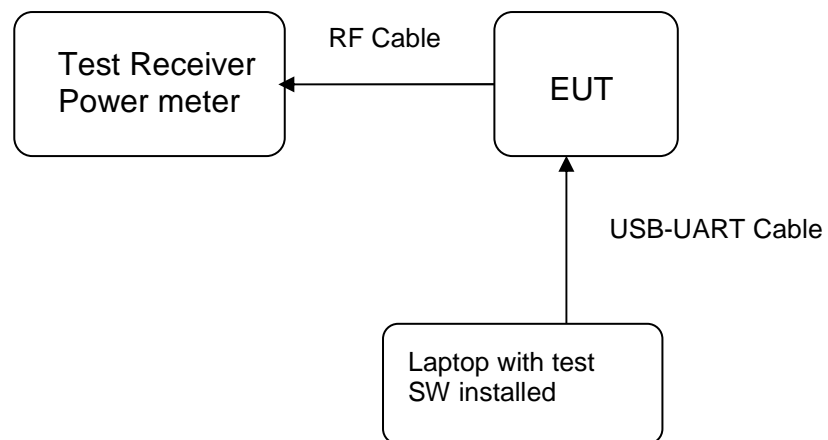 RF Cable
Test Receiver
Power meter
EUT
USB-UART Cable
Laptop with test
SW installed